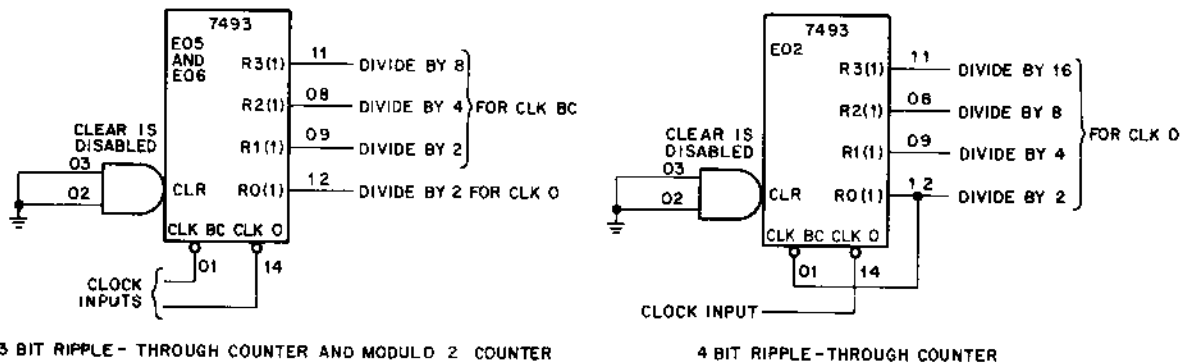 7493
E05
AND
E06
R3(1) 11 DIVIDE BY 8
R2(1) 08 DIVIDE BY 4 FOR CLK BC
R1(1) 09 DIVIDE BY 2
CLEAR IS
DISABLED
03
02
CLR R0(1) 12 DIVIDE BY 2 FOR CLK 0
CLK BC CLK 0
01 14
CLOCK
INPUTS
3 BIT RIPPLE-THROUGH COUNTER AND MODULO 2 COUNTER
7493
E02
R3(1) 11 DIVIDE BY 16
R2(1) 08 DIVIDE BY 8
FOR CLK 0
R1(1) 09 DIVIDE BY 4
CLEAR IS
DISABLED
03
02
CLR R0(1) 12 DIVIDE BY 2
CLK BC CLK 0
01 14
CLOCK INPUT
4 BIT RIPPLE-THROUGH COUNTER